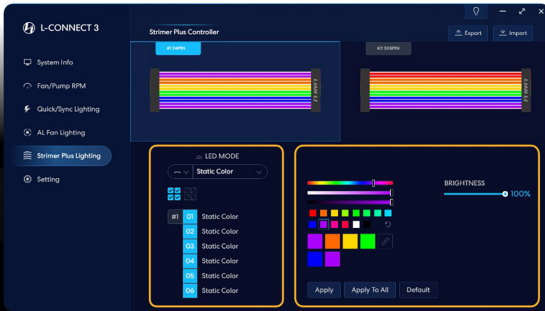 L-CONNECT 3
Strimer Plus Controller
Export
Import
#1 24PIN
System Info
Fan/Pump RPM
Quick/Sync Lighting
AL Fan Lighting
Strimer Plus Lighting
Setting
LED MODE
Static Color
#1 01 Static Color
02 Static Color
03 Static Color
04 Static Color
05 Static Color
06 Static Color
BRIGHTNESS
100%
Apply
Apply To All
Default